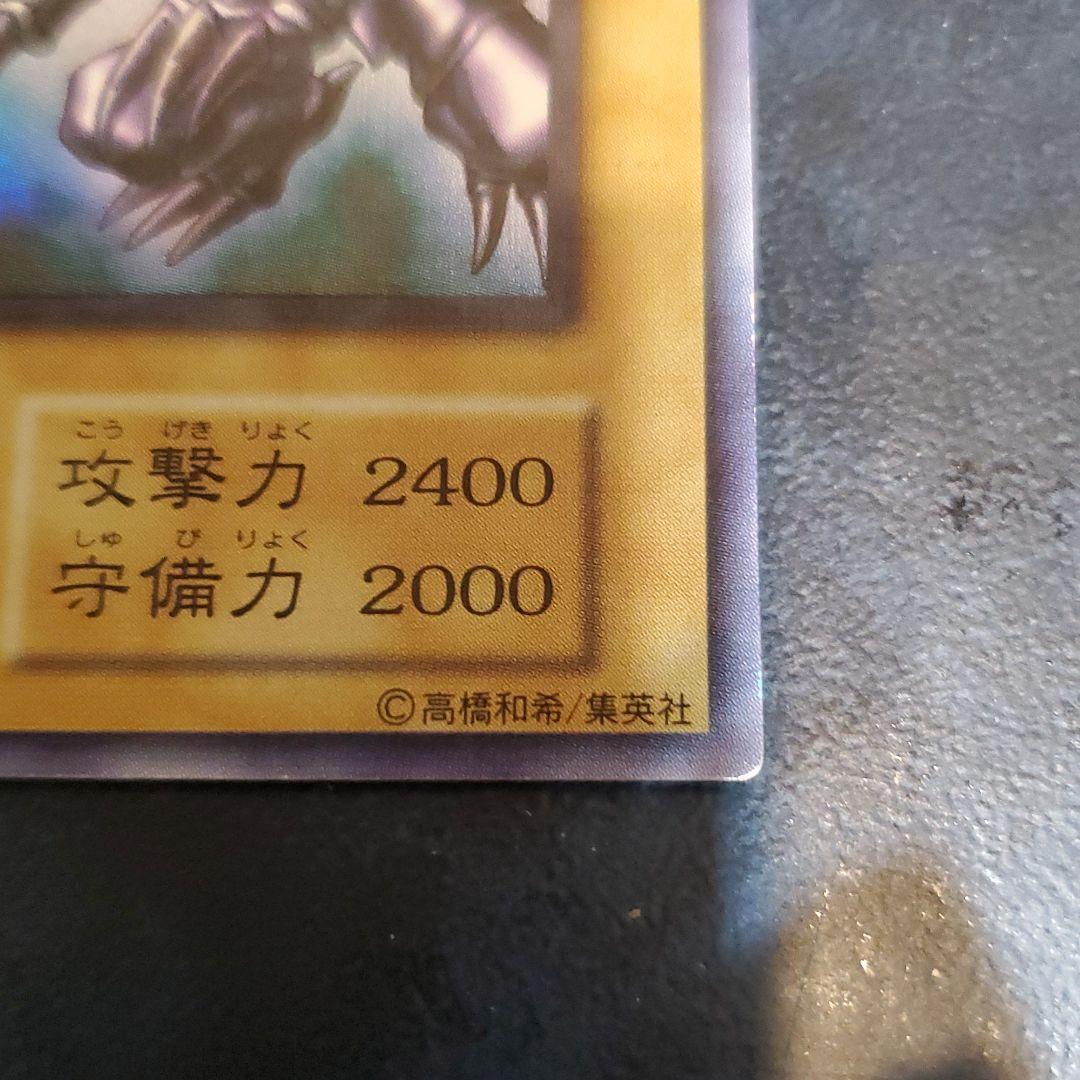 こう げき りょく
攻撃力 2400
しゅ び りょく
守備力 2000
©高橋和希/集英社